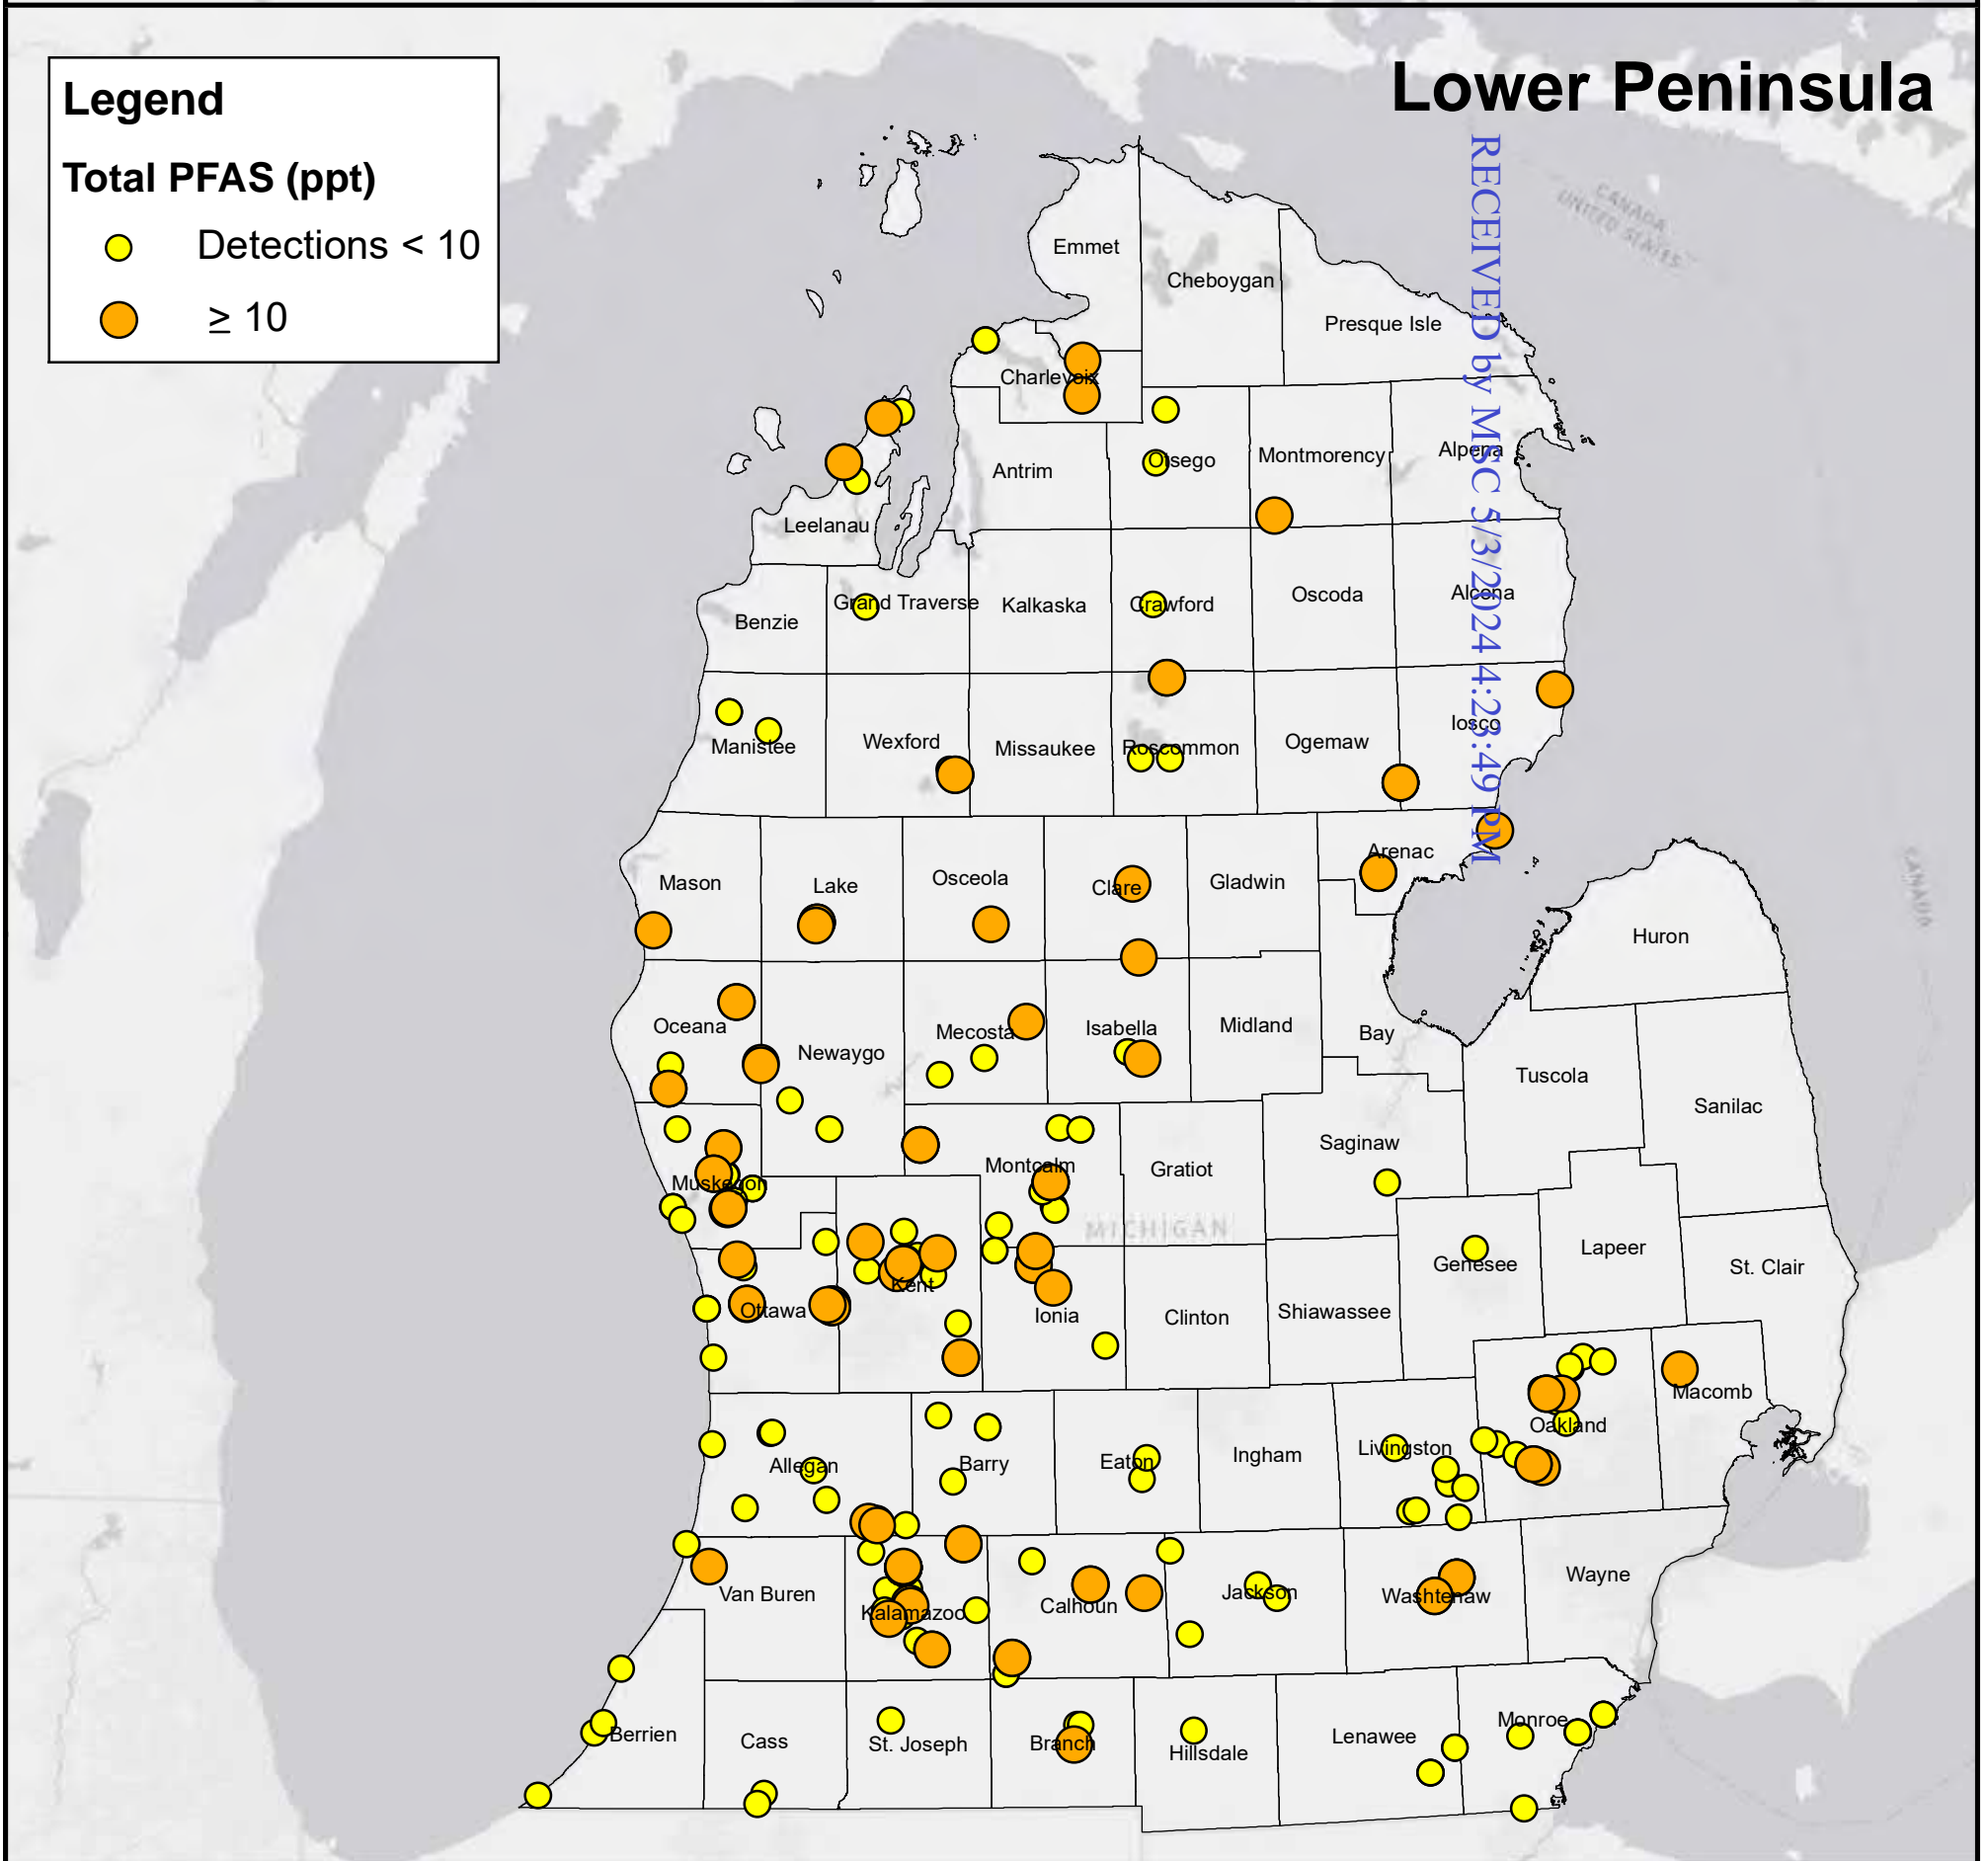 Lower Peninsula
Legend
Total PFAS (ppt)
Detections < 10
≥ 10
RECEIVED by MSC 5/3/2024 4:23:49 PM
CANADA
UNITED STATES
Emmet
Cheboygan
Presque Isle
Charlevoix
Antrim
Otsego
Montmorency
Alpena
Leelanau
Benzie
Grand Traverse
Kalkaska
Crawford
Oscoda
Alcona
Manistee
Wexford
Missaukee
Roscommon
Ogemaw
Iosco
Arenac
CANADA
Mason
Lake
Osceola
Clare
Gladwin
Huron
Oceana
Newaygo
Mecosta
Isabella
Midland
Bay
Tuscola
Sanilac
Muskegon
Montcalm
Gratiot
Saginaw
MICHIGAN
Ottawa
Kent
Ionia
Clinton
Shiawassee
Genesee
Lapeer
St. Clair
Macomb
Oakland
Allegan
Barry
Eaton
Ingham
Livingston
Van Buren
Kalamazoo
Calhoun
Jackson
Washtenaw
Wayne
Berrien
Cass
St. Joseph
Branch
Hillsdale
Lenawee
Monroe